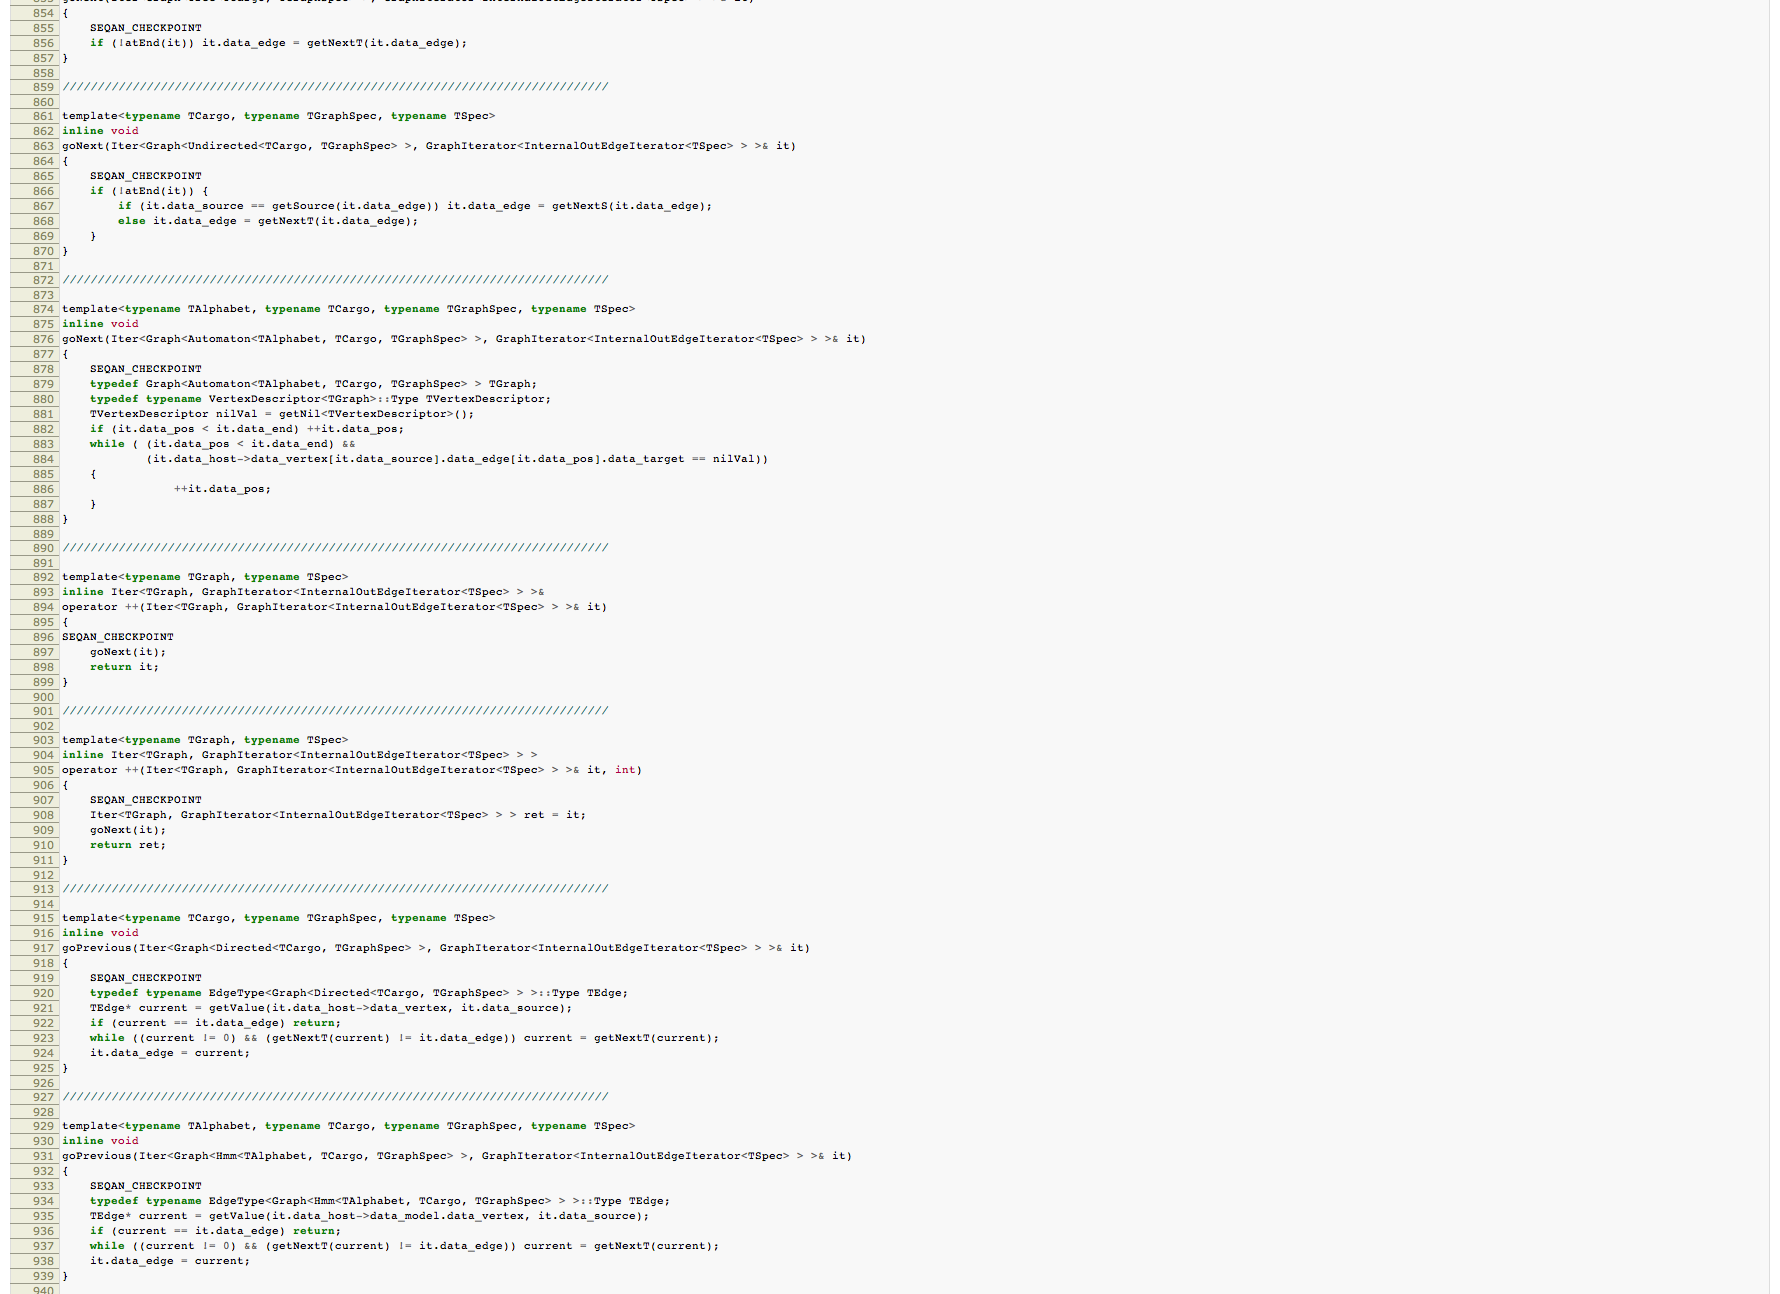 854 {
855     SEQAN_CHECKPOINT
856     if (!atEnd(it)) it.data_edge = getNextT(it.data_edge);
857 }
858
859 //////////////////////////////////////////////////////////////////////////////
860
861 template<typename TCargo, typename TGraphSpec, typename TSpec>
862 inline void
863 goNext(Iter<Graph<Undirected<TCargo, TGraphSpec> >, GraphIterator<InternalOutEdgeIterator<TSpec> > >& it)
864 {
865     SEQAN_CHECKPOINT
866     if (!atEnd(it)) {
867         if (it.data_source == getSource(it.data_edge)) it.data_edge = getNextS(it.data_edge);
868         else it.data_edge = getNextT(it.data_edge);
869     }
870 }
871
872 //////////////////////////////////////////////////////////////////////////////
873
874 template<typename TAlphabet, typename TCargo, typename TGraphSpec, typename TSpec>
875 inline void
876 goNext(Iter<Graph<Automaton<TAlphabet, TCargo, TGraphSpec> >, GraphIterator<InternalOutEdgeIterator<TSpec> > >& it)
877 {
878     SEQAN_CHECKPOINT
879     typedef Graph<Automaton<TAlphabet, TCargo, TGraphSpec> > TGraph;
880     typedef typename VertexDescriptor<TGraph>::Type TVertexDescriptor;
881     TVertexDescriptor nilVal = getNil<TVertexDescriptor>();
882     if (it.data_pos < it.data_end) ++it.data_pos;
883     while ( (it.data_pos < it.data_end) &&
884             (it.data_host->data_vertex[it.data_source].data_edge[it.data_pos].data_target == nilVal))
885     {
886                 ++it.data_pos;
887     }
888 }
889
890 //////////////////////////////////////////////////////////////////////////////
891
892 template<typename TGraph, typename TSpec>
893 inline Iter<TGraph, GraphIterator<InternalOutEdgeIterator<TSpec> > >&
894 operator ++(Iter<TGraph, GraphIterator<InternalOutEdgeIterator<TSpec> > >& it)
895 {
896 SEQAN_CHECKPOINT
897     goNext(it);
898     return it;
899 }
900
901 //////////////////////////////////////////////////////////////////////////////
902
903 template<typename TGraph, typename TSpec>
904 inline Iter<TGraph, GraphIterator<InternalOutEdgeIterator<TSpec> > >
905 operator ++(Iter<TGraph, GraphIterator<InternalOutEdgeIterator<TSpec> > >& it, int)
906 {
907     SEQAN_CHECKPOINT
908     Iter<TGraph, GraphIterator<InternalOutEdgeIterator<TSpec> > > ret = it;
909     goNext(it);
910     return ret;
911 }
912
913 //////////////////////////////////////////////////////////////////////////////
914
915 template<typename TCargo, typename TGraphSpec, typename TSpec>
916 inline void
917 goPrevious(Iter<Graph<Directed<TCargo, TGraphSpec> >, GraphIterator<InternalOutEdgeIterator<TSpec> > >& it)
918 {
919     SEQAN_CHECKPOINT
920     typedef typename EdgeType<Graph<Directed<TCargo, TGraphSpec> > >::Type TEdge;
921     TEdge* current = getValue(it.data_host->data_vertex, it.data_source);
922     if (current == it.data_edge) return;
923     while ((current != 0) && (getNextT(current) != it.data_edge)) current = getNextT(current);
924     it.data_edge = current;
925 }
926
927 //////////////////////////////////////////////////////////////////////////////
928
929 template<typename TAlphabet, typename TCargo, typename TGraphSpec, typename TSpec>
930 inline void
931 goPrevious(Iter<Graph<Hmm<TAlphabet, TCargo, TGraphSpec> >, GraphIterator<InternalOutEdgeIterator<TSpec> > >& it)
932 {
933     SEQAN_CHECKPOINT
934     typedef typename EdgeType<Graph<Hmm<TAlphabet, TCargo, TGraphSpec> > >::Type TEdge;
935     TEdge* current = getValue(it.data_host->data_model.data_vertex, it.data_source);
936     if (current == it.data_edge) return;
937     while ((current != 0) && (getNextT(current) != it.data_edge)) current = getNextT(current);
938     it.data_edge = current;
939 }
940